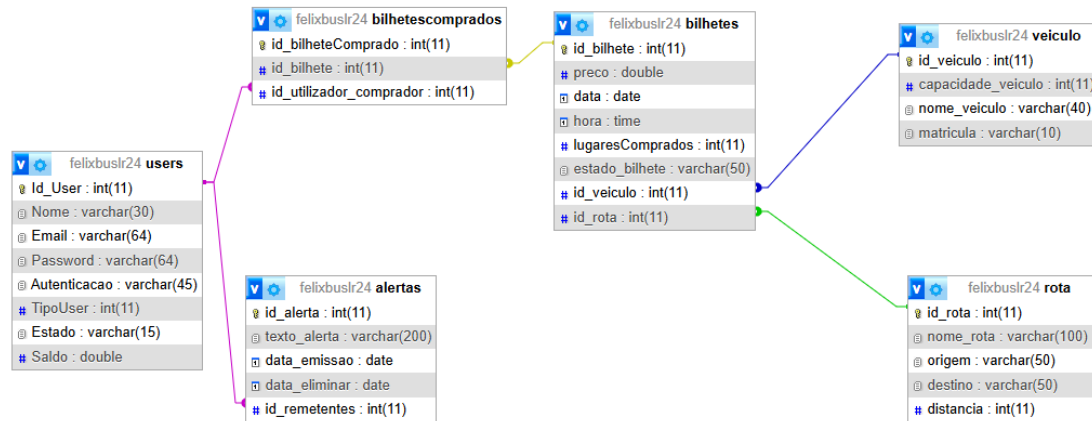 felixbuslr24 bilhetescomprados
id_bilheteComprado : int(11)
# id_bilhete : int(11)
# id_utilizador_comprador : int(11)
felixbuslr24 bilhetes
id_bilhete : int(11)
# preco : double
data : date
hora : time
# lugaresComprados : int(11)
estado_bilhete : varchar(50)
# id_veiculo : int(11)
# id_rota : int(11)
felixbuslr24 veiculo
id_veiculo : int(11)
# capacidade_veiculo : int(11)
nome_veiculo : varchar(40)
matricula : varchar(10)
felixbuslr24 users
Id_User : int(11)
Nome : varchar(30)
Email : varchar(64)
Password : varchar(64)
Autenticacao : varchar(45)
# TipoUser : int(11)
Estado : varchar(15)
# Saldo : double
felixbuslr24 alertas
id_alerta : int(11)
texto_alerta : varchar(200)
data_emissao : date
data_eliminar : date
# id_remetentes : int(11)
felixbuslr24 rota
id_rota : int(11)
nome_rota : varchar(100)
origem : varchar(50)
destino : varchar(50)
# distancia : int(11)